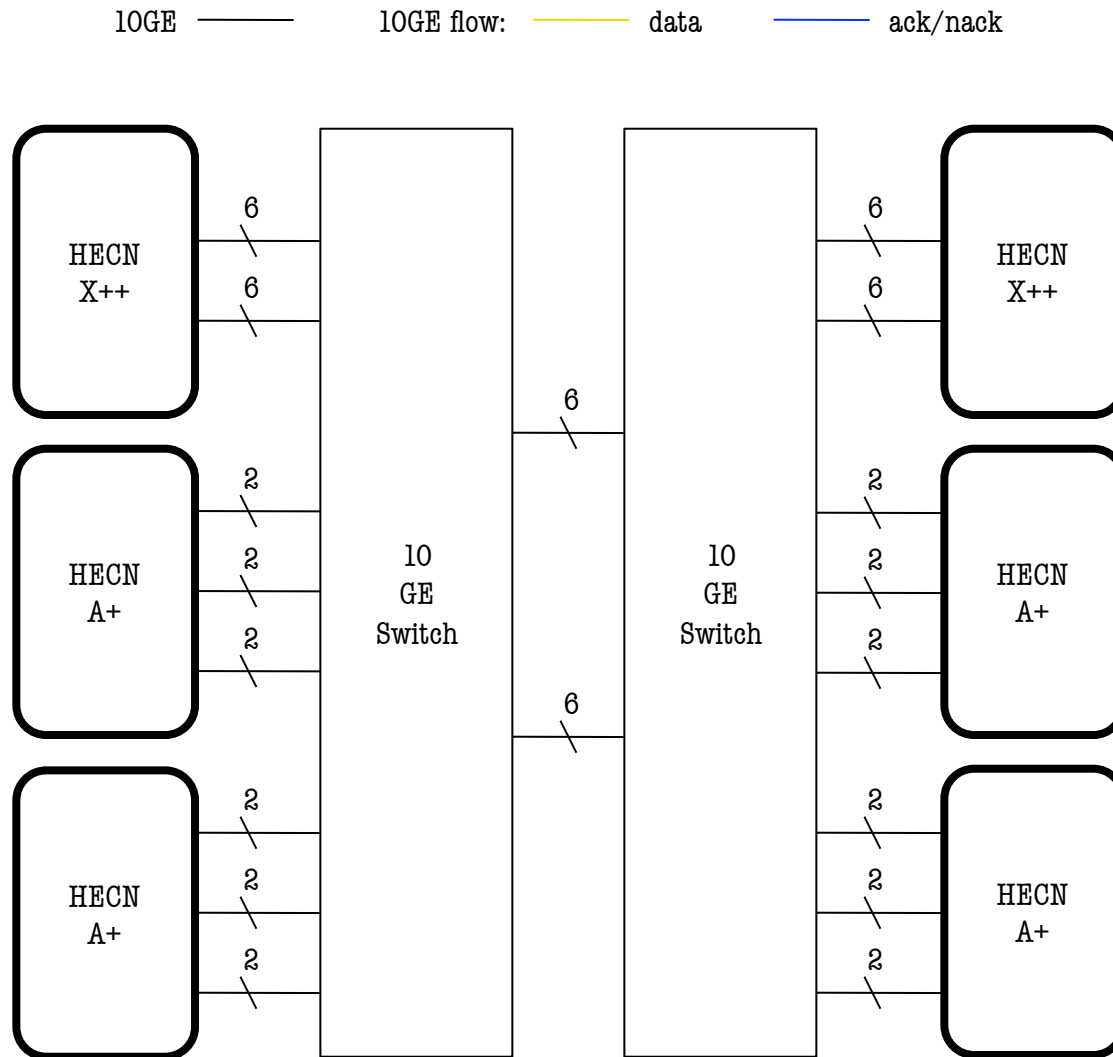 10GE 10GE flow: data ack/nack
6 6
HECN HECN
X++ X++
6 6
6
2 2
2 10 10 2
HECN GE GE HECN
A+ Switch Switch A+
2 2
6
2 2
HECN HECN
A+ A+
2 2
2 2